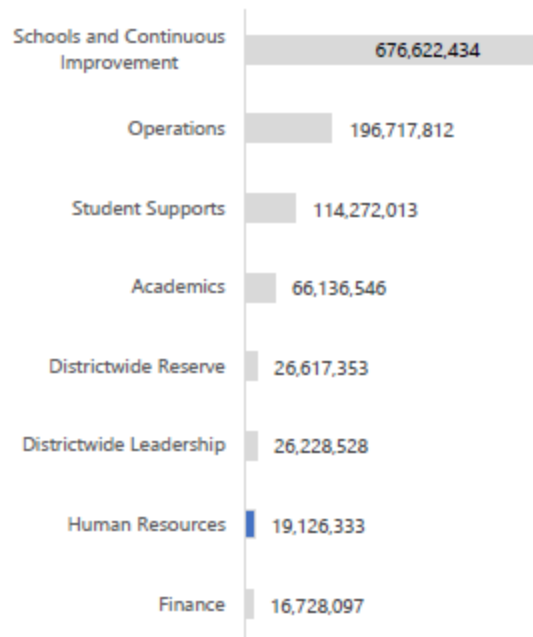 Schools and Continuous
Improvement
676,622,434
Operations
196,717,812
Student Supports
114,272,013
Academics
66,136,546
Districtwide Reserve
26,617,353
Districtwide Leadership
26,228,528
Human Resources
19,126,333
Finance
16,728,097